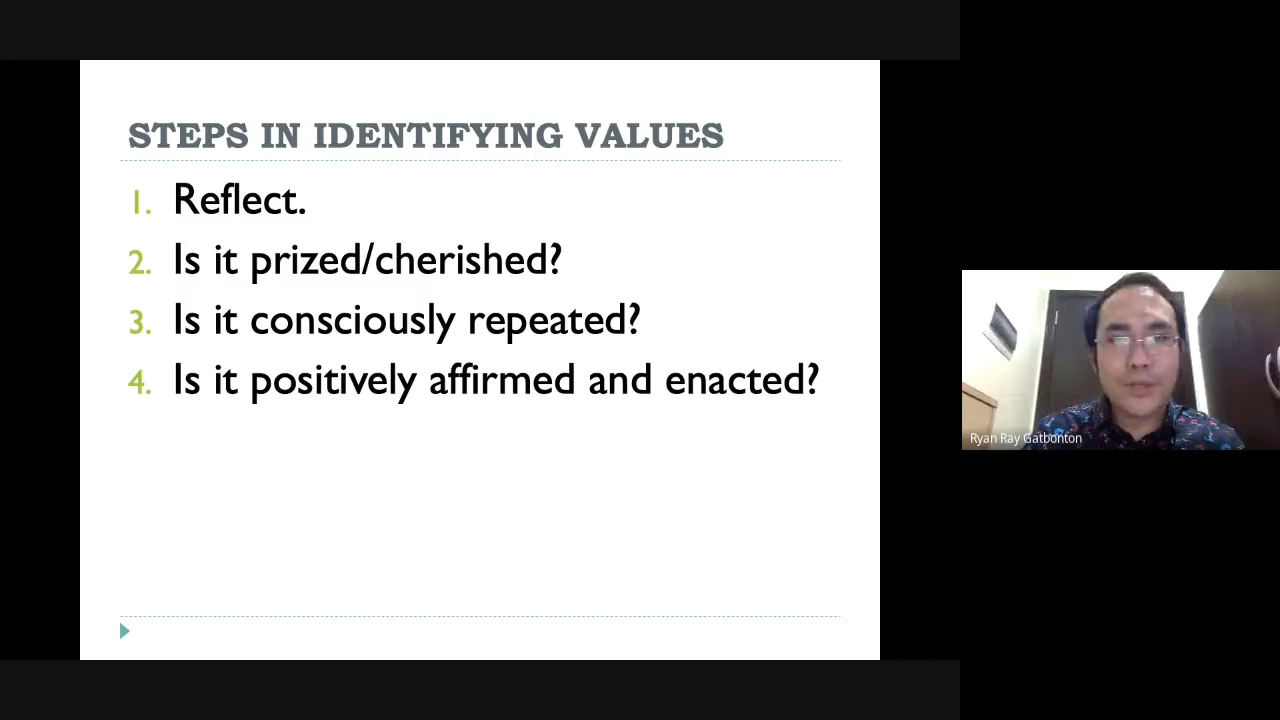 STEPS IN IDENTIFYING VALUES
1. Reflect.
2. Is it prized/cherished?
3. Is it consciously repeated?
4. Is it positively affirmed and enacted?
Ryan Ray Gatbonton